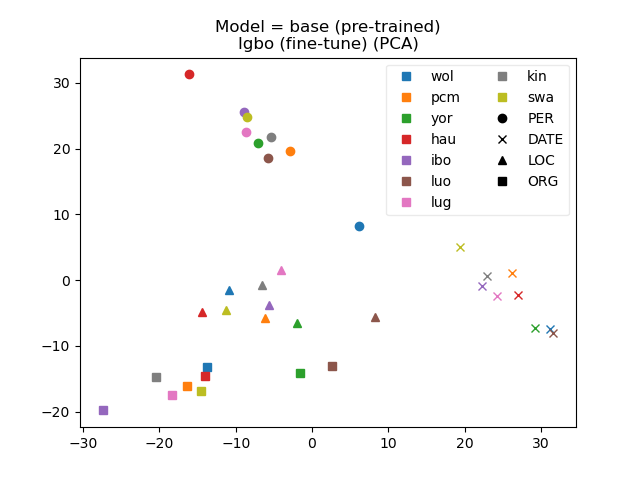 Model = base (pre-trained)
Igbo (fine-tune) (PCA)
30
20
10
0
−10
−20
−30
−20
−10
0
10
20
30
wol
pcm
yor
hau
ibo
luo
lug
kin
swa
PER
DATE
LOC
ORG